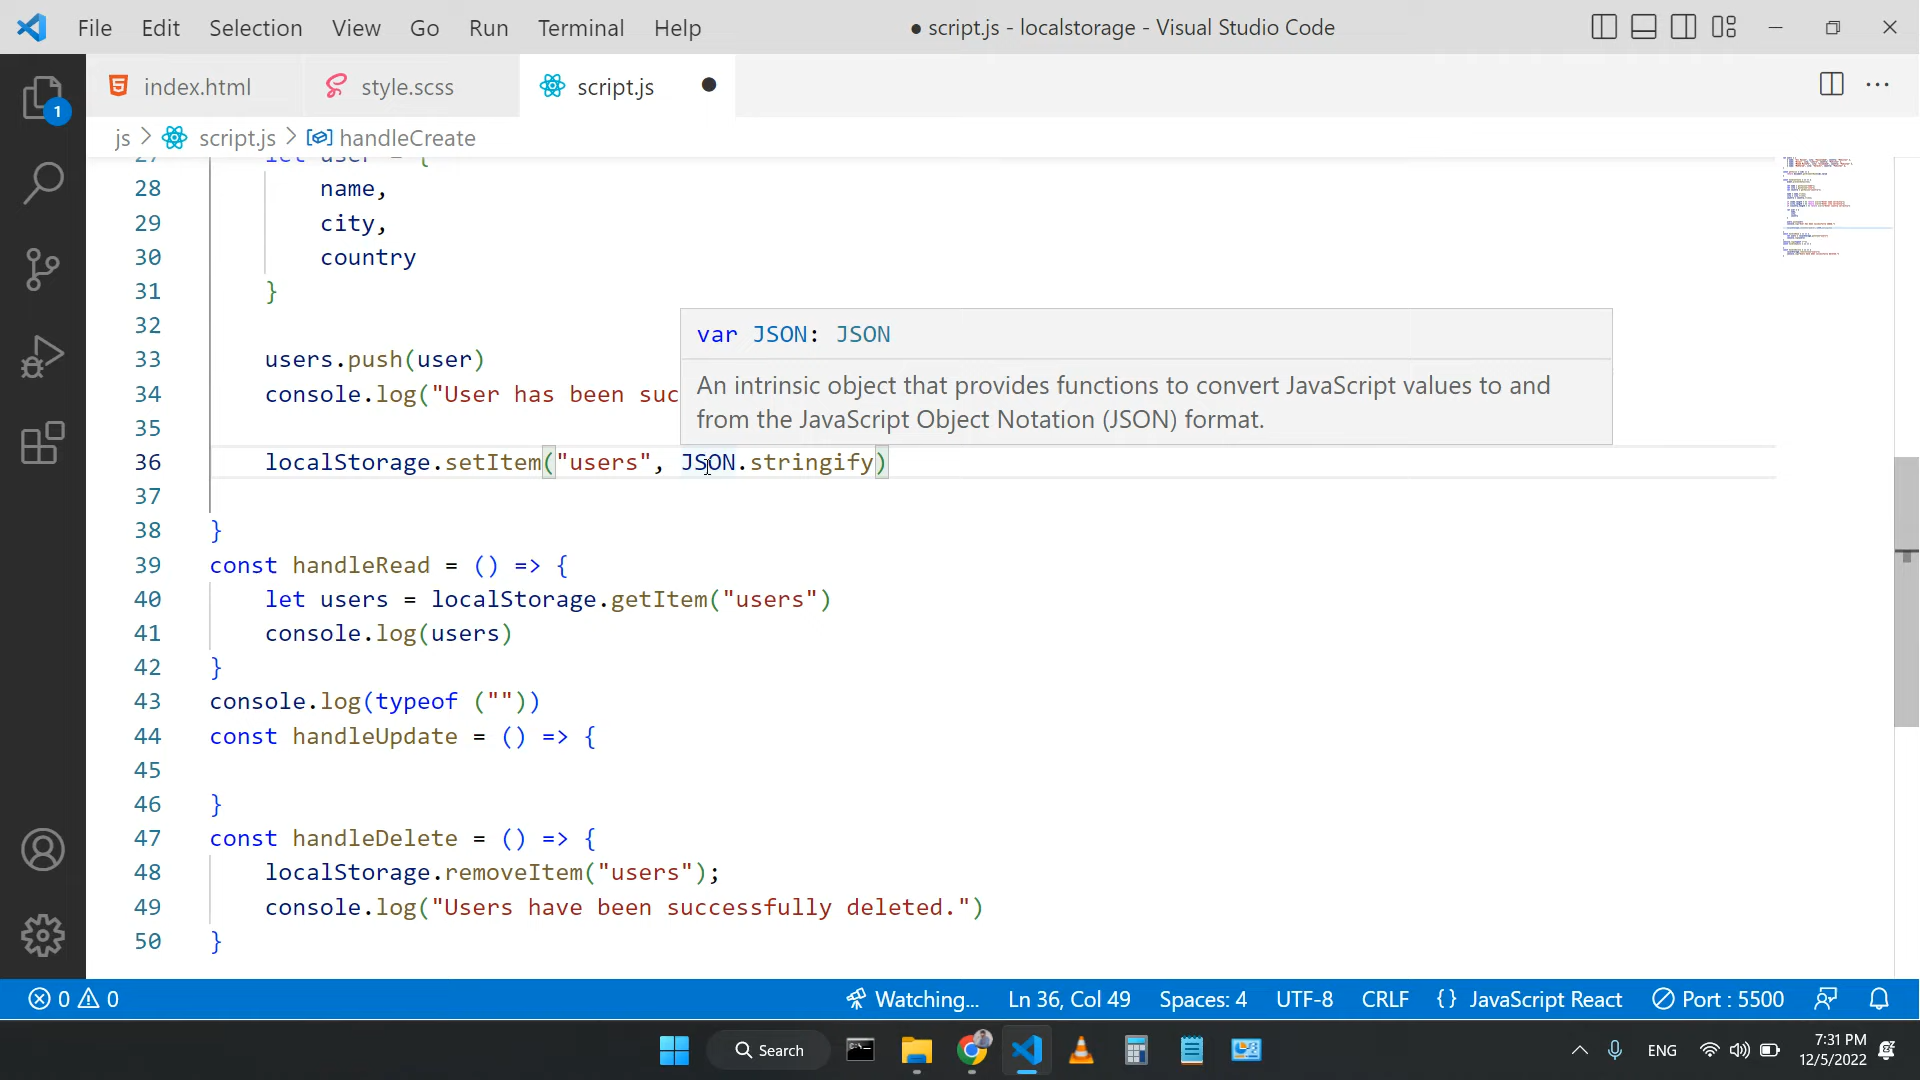 File Edit Selection View Go Run Terminal Help
● script.js - localstorage - Visual Studio Code
index.html
style.scss
script.js
1
js > script.js > handleCreate
27 let user = {
28 name,
29 city,
30 country
31 }
32
33 users.push(user)
34 console.log("User has been suc
var JSON: JSON
An intrinsic object that provides functions to convert JavaScript values to and
from the JavaScript Object Notation (JSON) format.
35
36 localStorage.setItem("users", JSON.stringify)
37
38 }
39 const handleRead = () => {
40 let users = localStorage.getItem("users")
41 console.log(users)
42 }
43 console.log(typeof (""))
44 const handleUpdate = () => {
45
46 }
47 const handleDelete = () => {
48 localStorage.removeItem("users");
49 console.log("Users have been successfully deleted.")
50 }
0 0 Watching... Ln 36, Col 49 Spaces: 4 UTF-8 CRLF {} JavaScript React Port : 5500
Search
ENG
7:31 PM
12/5/2022